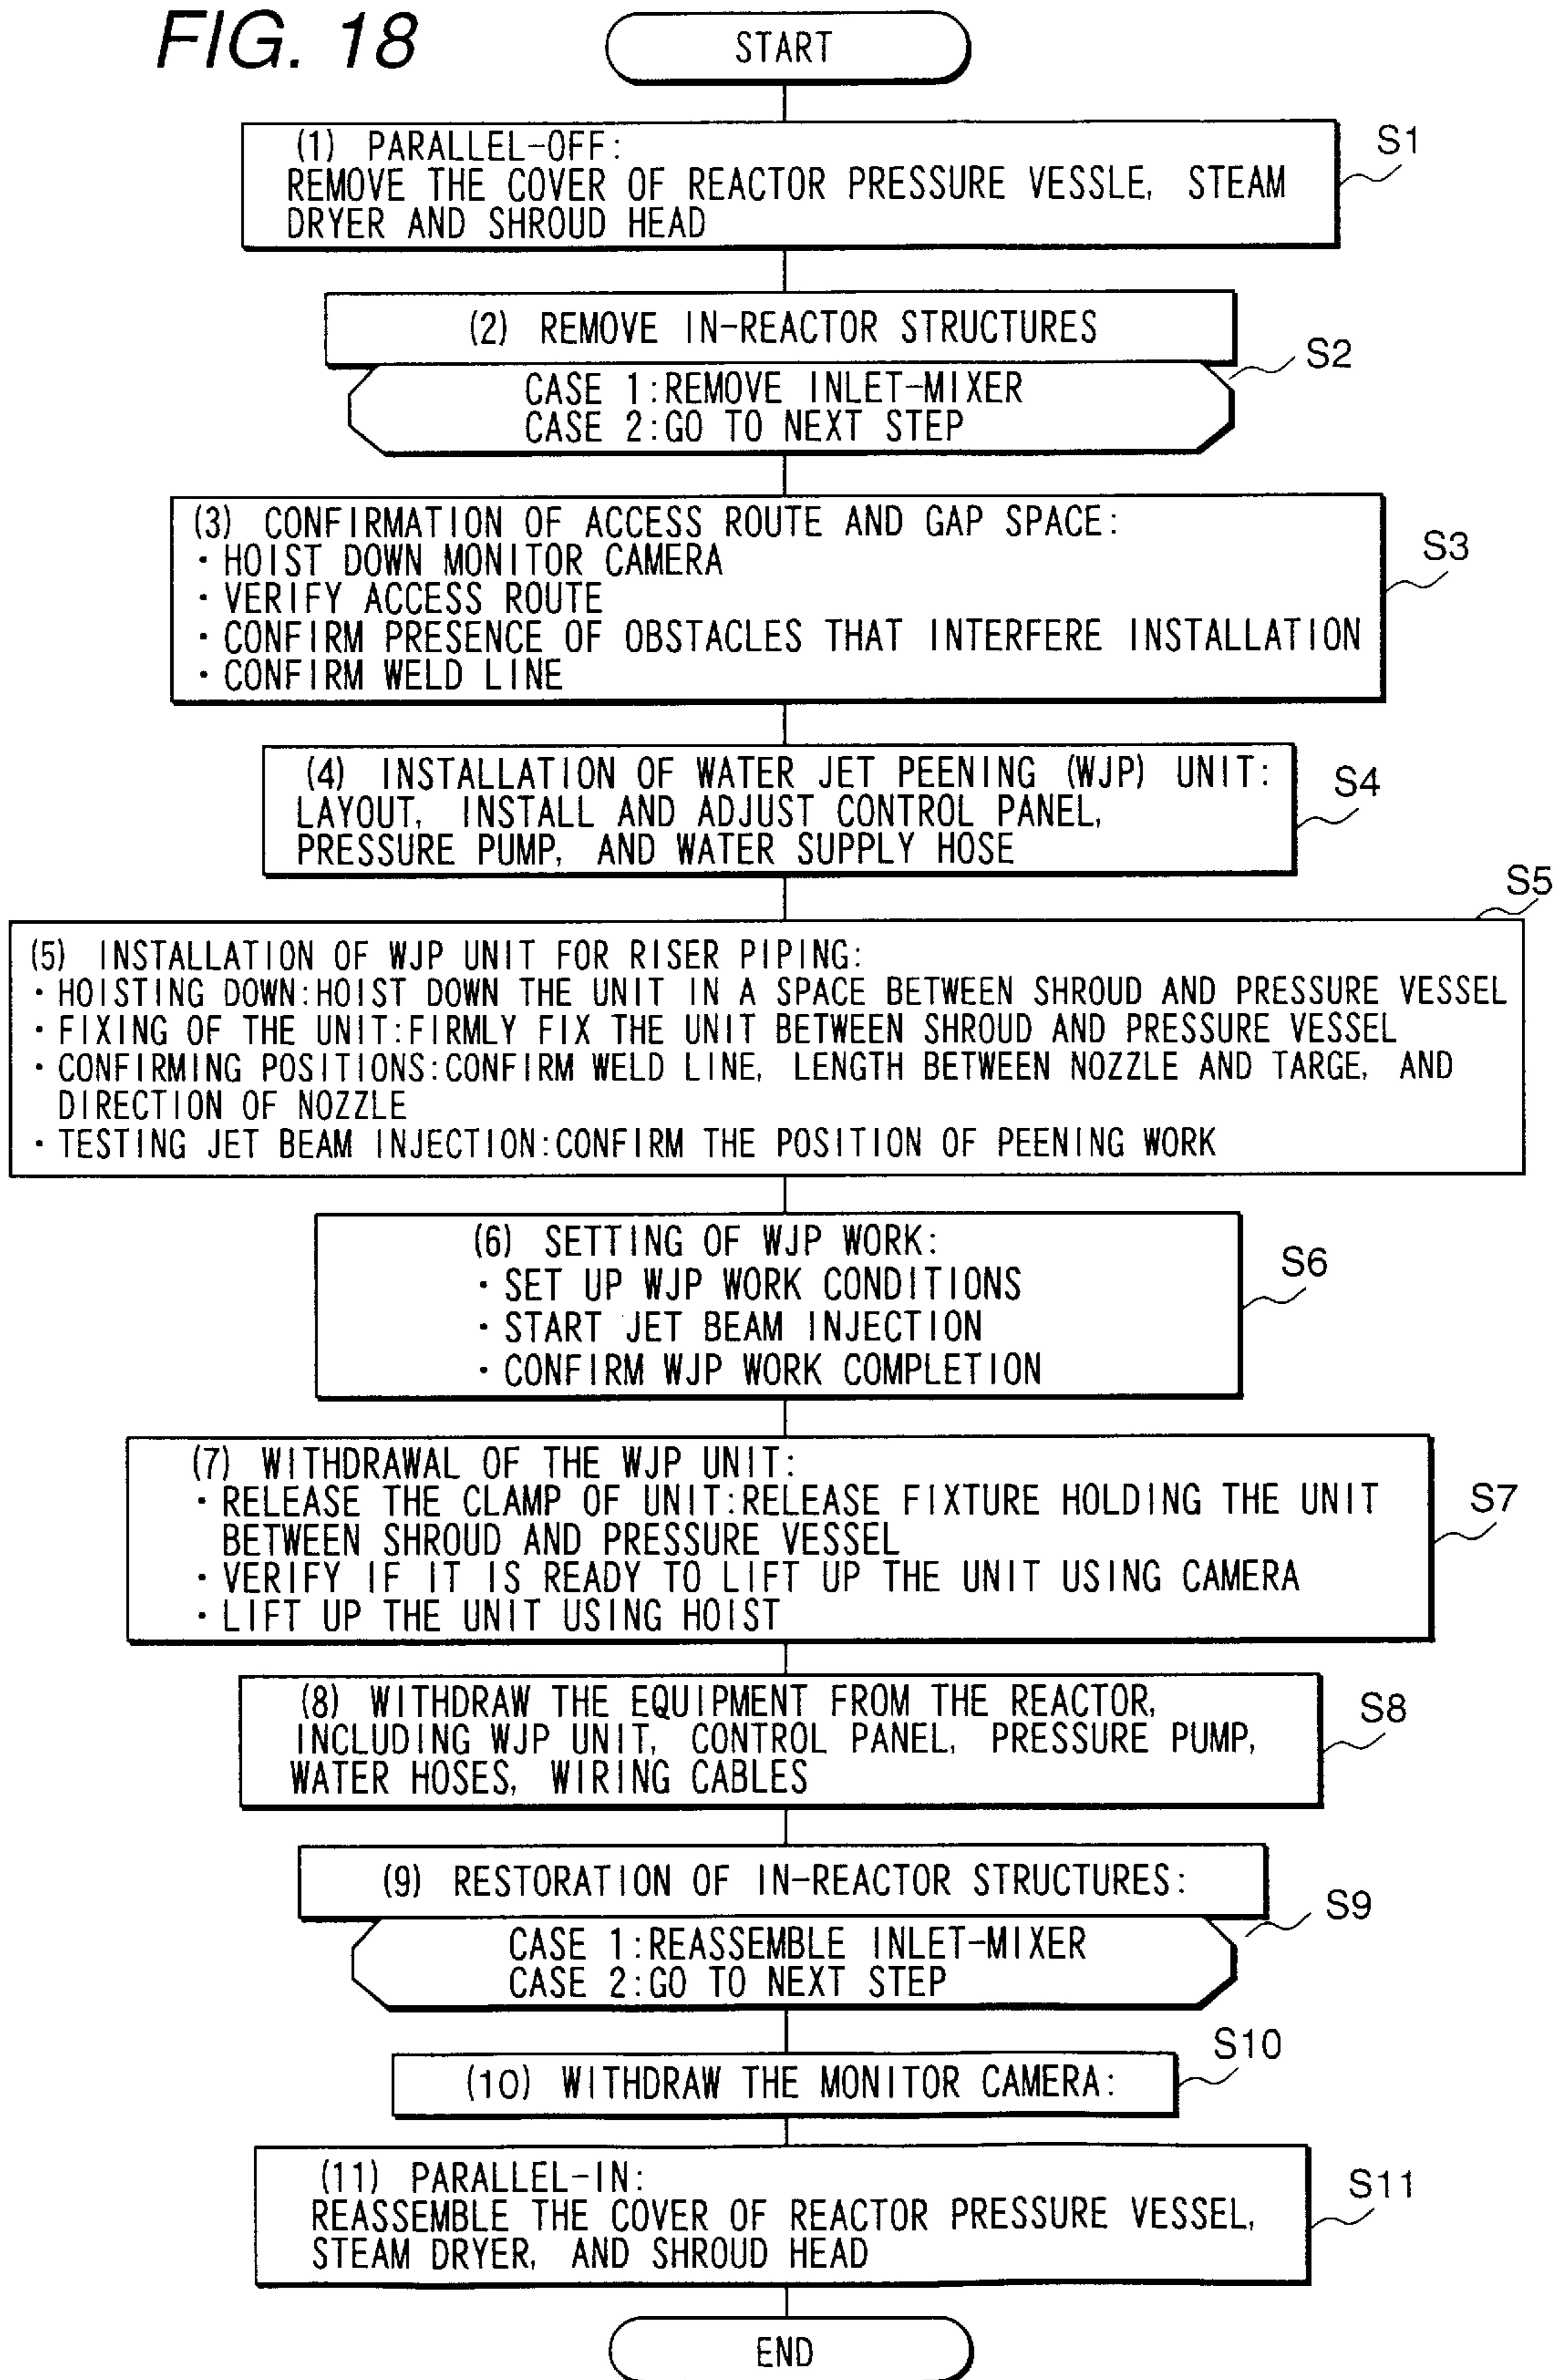 FIG. 18
START
(1) PARALLEL-OFF:
REMOVE THE COVER OF REACTOR PRESSURE VESSLE, STEAM
DRYER AND SHROUD HEAD
S1
(2) REMOVE IN-REACTOR STRUCTURES
CASE 1:REMOVE INLET-MIXER
CASE 2:GO TO NEXT STEP
S2
(3) CONFIRMATION OF ACCESS ROUTE AND GAP SPACE:
・HOIST DOWN MONITOR CAMERA
・VERIFY ACCESS ROUTE
・CONFIRM PRESENCE OF OBSTACLES THAT INTERFERE INSTALLATION
・CONFIRM WELD LINE
S3
(4) INSTALLATION OF WATER JET PEENING (WJP) UNIT:
LAYOUT, INSTALL AND ADJUST CONTROL PANEL,
PRESSURE PUMP, AND WATER SUPPLY HOSE
S4
S5
(5) INSTALLATION OF WJP UNIT FOR RISER PIPING:
・HOISTING DOWN:HOIST DOWN THE UNIT IN A SPACE BETWEEN SHROUD AND PRESSURE VESSEL
・FIXING OF THE UNIT:FIRMLY FIX THE UNIT BETWEEN SHROUD AND PRESSURE VESSEL
・CONFIRMING POSITIONS:CONFIRM WELD LINE, LENGTH BETWEEN NOZZLE AND TARGE, AND
DIRECTION OF NOZZLE
・TESTING JET BEAM INJECTION:CONFIRM THE POSITION OF PEENING WORK
(6) SETTING OF WJP WORK:
・SET UP WJP WORK CONDITIONS
・START JET BEAM INJECTION
・CONFIRM WJP WORK COMPLETION
S6
(7) WITHDRAWAL OF THE WJP UNIT:
・RELEASE THE CLAMP OF UNIT:RELEASE FIXTURE HOLDING THE UNIT
BETWEEN SHROUD AND PRESSURE VESSEL
・VERIFY IF IT IS READY TO LIFT UP THE UNIT USING CAMERA
・LIFT UP THE UNIT USING HOIST
S7
(8) WITHDRAW THE EQUIPMENT FROM THE REACTOR,
INCLUDING WJP UNIT, CONTROL PANEL, PRESSURE PUMP,
WATER HOSES, WIRING CABLES
S8
(9) RESTORATION OF IN-REACTOR STRUCTURES:
CASE 1:REASSEMBLE INLET-MIXER
CASE 2:GO TO NEXT STEP
S9
(10) WITHDRAW THE MONITOR CAMERA:
S10
(11) PARALLEL-IN:
REASSEMBLE THE COVER OF REACTOR PRESSURE VESSEL,
STEAM DRYER, AND SHROUD HEAD
S11
END